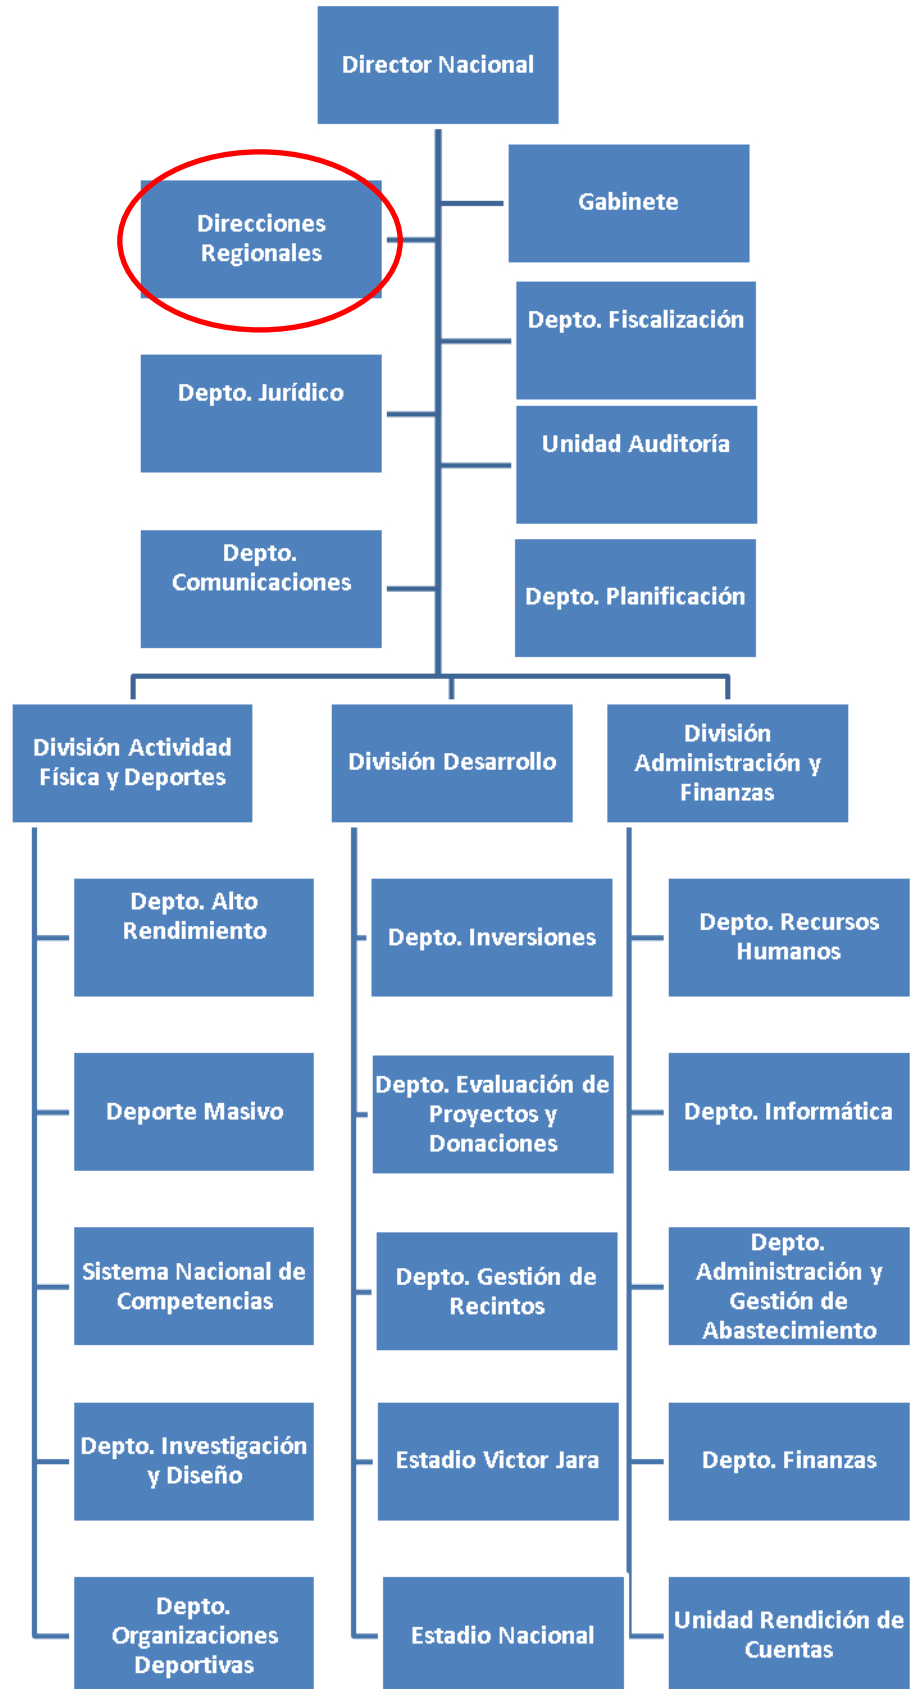 Director Nacional
Direcciones
Regionales
Gabinete
Depto. Fiscalización
Depto. Jurídico
Unidad Auditoría
Depto.
Comunicaciones
Depto. Planificación
División Actividad
Física y Deportes
División Desarrollo
División
Administración y
Finanzas
Depto. Alto
Rendimiento
Depto. Inversiones
Depto. Recursos
Humanos
Deporte Masivo
Depto. Evaluación de
Proyectos y
Donaciones
Depto. Informática
Sistema Nacional de
Competencias
Depto. Gestión de
Recintos
Depto.
Administración y
Gestión de
Abastecimiento
Depto. Investigación
y Diseño
Estadio Victor Jara
Depto. Finanzas
Depto.
Organizaciones
Deportivas
Estadio Nacional
Unidad Rendición de
Cuentas